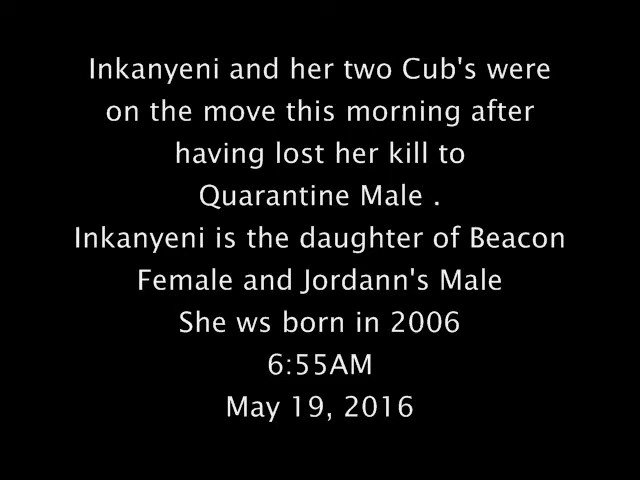 Inkanyeni and her two Cub's were
on the move this morning after
having lost her kill to
Quarantine Male .
Inkanyeni is the daughter of Beacon
Female and Jordann's Male
She ws born in 2006
6:55AM
May 19, 2016